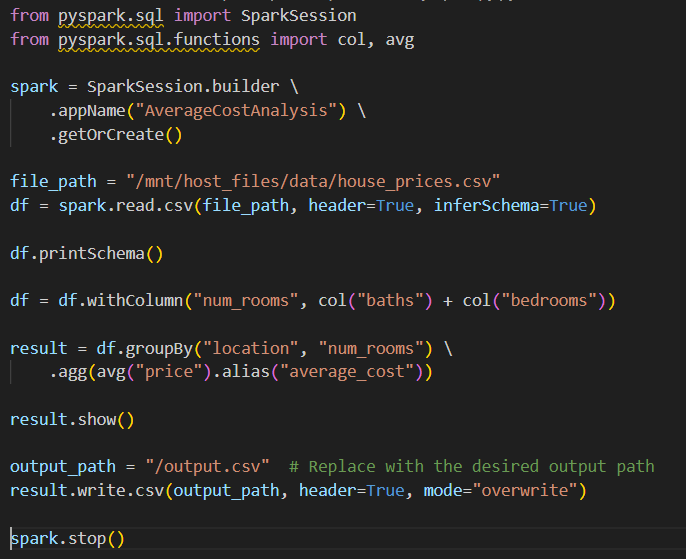 from pyspark.sql import SparkSession
from pyspark.sql.functions import col, avg
spark = SparkSession.builder \
    .appName("AverageCostAnalysis") \
    .getOrCreate()
file_path = "/mnt/host_files/data/house_prices.csv"
df = spark.read.csv(file_path, header=True, inferSchema=True)
df.printSchema()
df = df.withColumn("num_rooms", col("baths") + col("bedrooms"))
result = df.groupBy("location", "num_rooms") \
    .agg(avg("price").alias("average_cost"))
result.show()
output_path = "/output.csv"  # Replace with the desired output path
result.write.csv(output_path, header=True, mode="overwrite")
spark.stop()